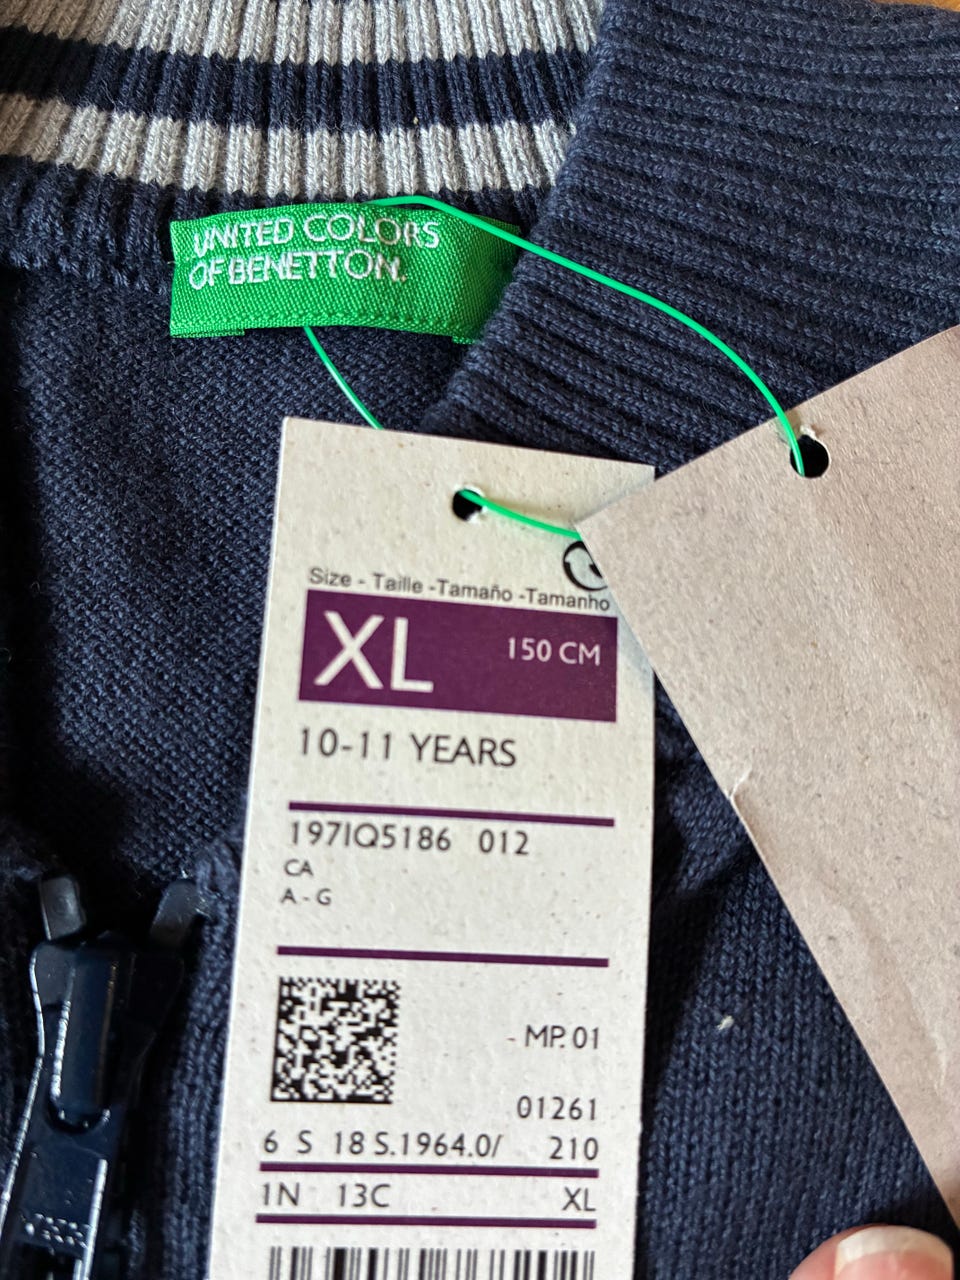 UNITED COLORS
OF BENETTON.
Size - Taille -Tamaño -Tamanho
XL 150 CM
10-11 YEARS
197IQ5186 012
CA
A - G
- MP. 01
01261
6 S 18 S.1964.0/ 210
1N 13C XL